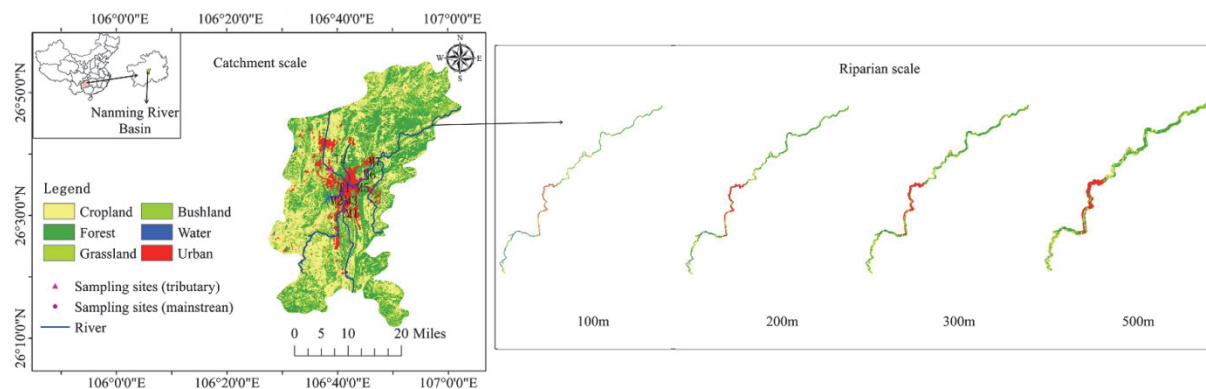 106°0'0"E 106°20'0"E 106°40'0"E 107°0'0"E
Catchment scale
N
W E
S
Nanming River
Basin
26°50'0"N
26°30'0"N
26°10'0"N
Legend
Cropland Bushland
Forest Water
Grassland Urban
Sampling sites (tributary)
Sampling sites (mainstrean)
River
0 5 10 20 Miles
106°0'0"E 106°20'0"E 106°40'0"E 107°0'0"E
Riparian scale
100m 200m 300m 500m